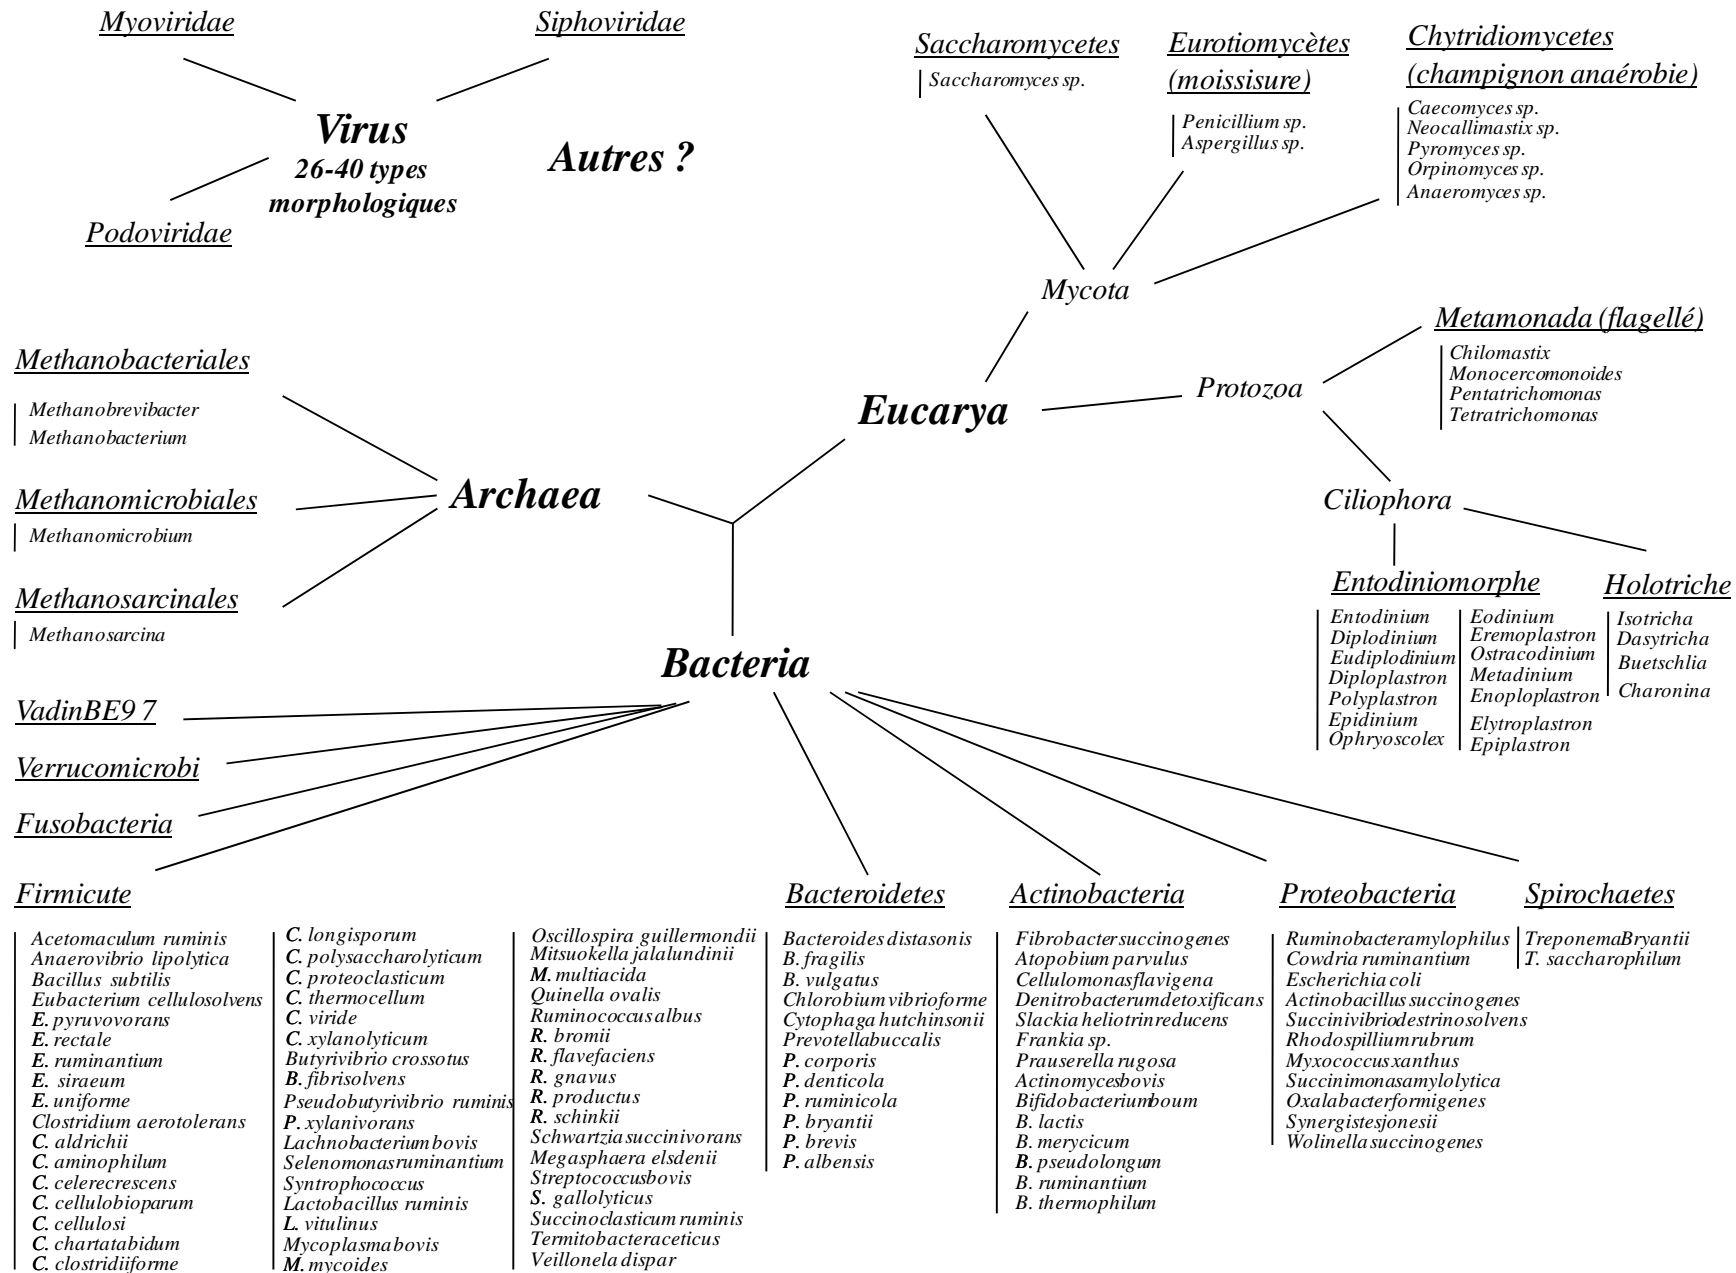 Myoviridae
Siphoviridae
Virus
26-40 types
morphologiques
Autres ?
Podoviridae
Saccharomycetes
Saccharomyces sp.
Eurotiomycètes
(moissisure)
Penicillium sp.
Aspergillus sp.
Chytridiomycetes
(champignon anaérobie)
Caecomyces sp.
Neocallimastix sp.
Pyromyces sp.
Orpinomyces sp.
Anaeromyces sp.
Mycota
Metamonada (flagellé)
Chilomastix
Monocercomonoides
Pentatrichomonas
Tetratrichomonas
Protozoa
Eucarya
Methanobacteriales
Methanobrevibacter
Methanobacterium
Methanomicrobiales
Methanomicrobium
Archaea
Methanosarcinales
Methanosarcina
Ciliophora
Entodiniomorphe
Entodinium
Diplodinium
Eudiplodinium
Diploplastron
Polyplastron
Epidinium
Ophryoscolex
Eodinium
Eremoplastron
Ostracodinium
Metadinium
Enoploplastron
Elytroplastron
Epiplastron
Holotriche
Isotricha
Dasytricha
Buetschlia
Charonina
Bacteria
VadinBE9 7
Verrucomicrobi
Fusobacteria
Firmicute
Acetomaculum ruminis
Anaerovibrio lipolytica
Bacillus subtilis
Eubacterium cellulosolvens
E. pyruvovorans
E. rectale
E. ruminantium
E. siraeum
E. uniforme
Clostridium aerotolerans
C. aldrichii
C. aminophilum
C. celerecrescens
C. cellulobioparum
C. cellulosi
C. chartatabidum
C. clostridiiforme
C. longisporum
C. polysaccharolyticum
C. proteoclasticum
C. thermocellum
C. viride
C. xylanolyticum
Butyrivibrio crossotus
B. fibrisolvens
Pseudobutyrivibrio ruminis
P. xylanivorans
Lachnobacterium bovis
Selenomonas ruminantium
Syntrophococcus
Lactobacillus ruminis
L. vitulinus
Mycoplasma bovis
M. mycoides
Oscillospira guillermondii
Mitsuokella jalalundinii
M. multiacida
Quinella ovalis
Ruminococcus albus
R. bromii
R. flavefaciens
R. gnavus
R. productus
R. schinkii
Schwartzia succinivorans
Megasphaera elsdenii
Streptococcus bovis
S. gallolyticus
Succinoclasticum ruminis
Termitobacter aceticus
Veillonela dispar
Bacteroidetes
Bacteroides distasonis
B. fragilis
B. vulgatus
Chlorobium vibrioforme
Cytophaga hutchinsonii
Prevotella buccalis
P. corporis
P. denticola
P. ruminicola
P. bryantii
P. brevis
P. albensis
Actinobacteria
Fibrobacter succinogenes
Atopobium parvulus
Cellulomonas flavigena
Denitrobacterum detoxificans
Slackia heliotrinreducens
Frankia sp.
Prauserella rugosa
Actinomyces bovis
Bifidobacterium boum
B. lactis
B. merycicum
B. pseudolongum
B. ruminantium
B. thermophilum
Proteobacteria
Ruminobacter amylophilus
Cowdria ruminantium
Escherichia coli
Actinobacillus succinogenes
Succinivibrio destrinosolvens
Rhodospillium rubrum
Myxococcus xanthus
Succinimonas amylolytica
Oxalabacter formigenes
Synergistes jonesii
Wolinella succinogenes
Spirochaetes
Treponema Bryantii
T. saccharophilum